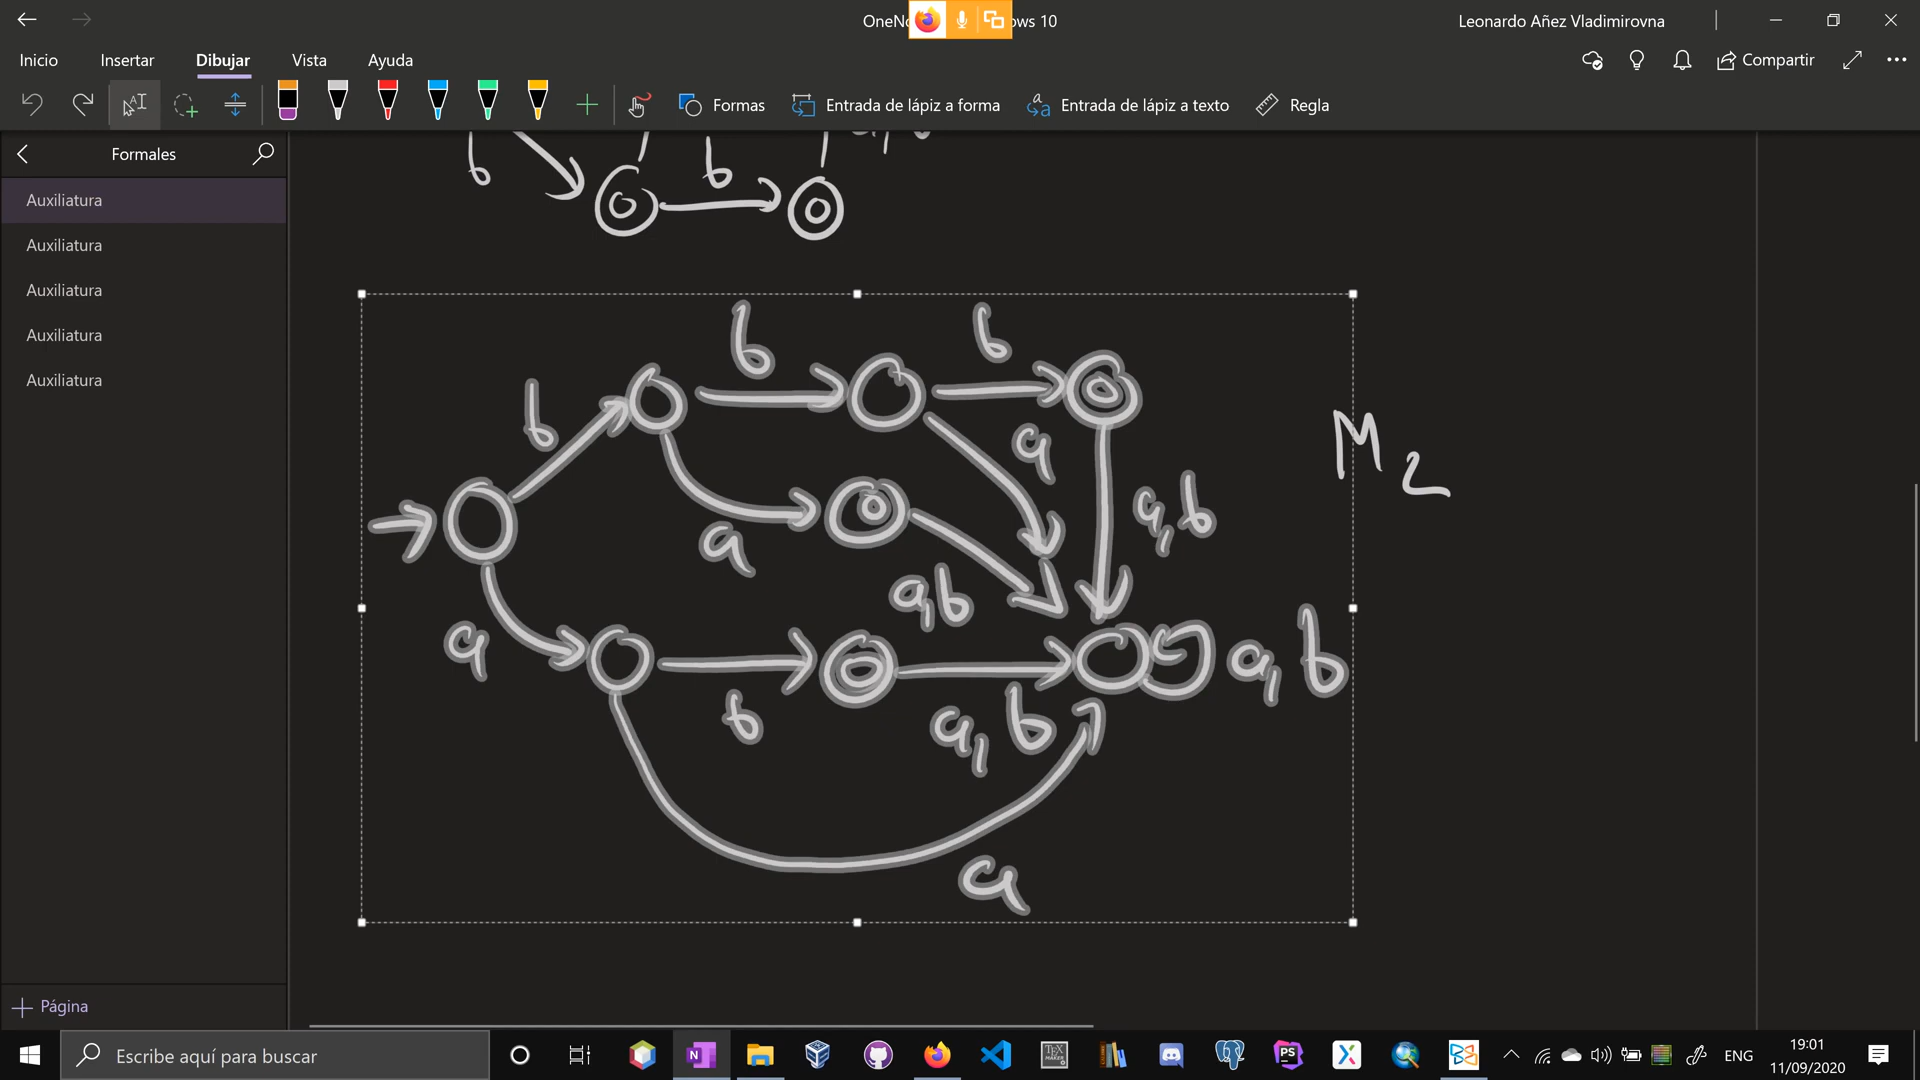 OneNo
ows 10
Leonardo Añez Vladimirovna
Inicio
Insertar
Dibujar
Vista
Ayuda
Compartir
Formas
Entrada de lápiz a forma
Entrada de lápiz a texto
Regla
Formales
Auxiliatura
Auxiliatura
Auxiliatura
Auxiliatura
Auxiliatura
b
b
b
b
b
a
a,b
M2
a
a,b
a
b
a,b
a,b
a
Página
Escribe aquí para buscar
ENG
19:01
11/09/2020